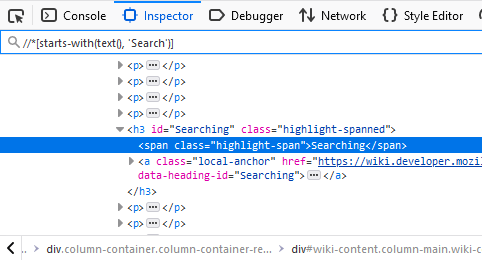 Console Inspector Debugger Network Style Editor
//*[starts-with(text(), 'Search')]
<p>···</p>
<p>···</p>
<p>···</p>
<p>···</p>
<h3 id="Searching" class="highlight-spanned">
<span class="highlight-span">Searching</span>
<a class="local-anchor" href="https://wiki.developer.mozil
data-heading-id="Searching">···</a>
</h3>
<p>···</p>
<p>···</p>
... div.column-container.column-container-re... div#wiki-content.column-main.wiki-c